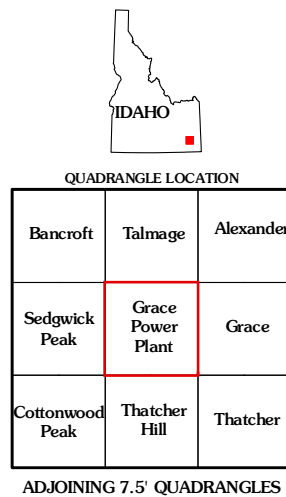 IDAHO
QUADRANGLE LOCATION
Bancroft
Talmage
Alexander
Sedgwick
Peak
Grace
Power
Plant
Grace
Cottonwood
Peak
Thatcher
Hill
Thatcher
ADJOINING 7.5' QUADRANGLES